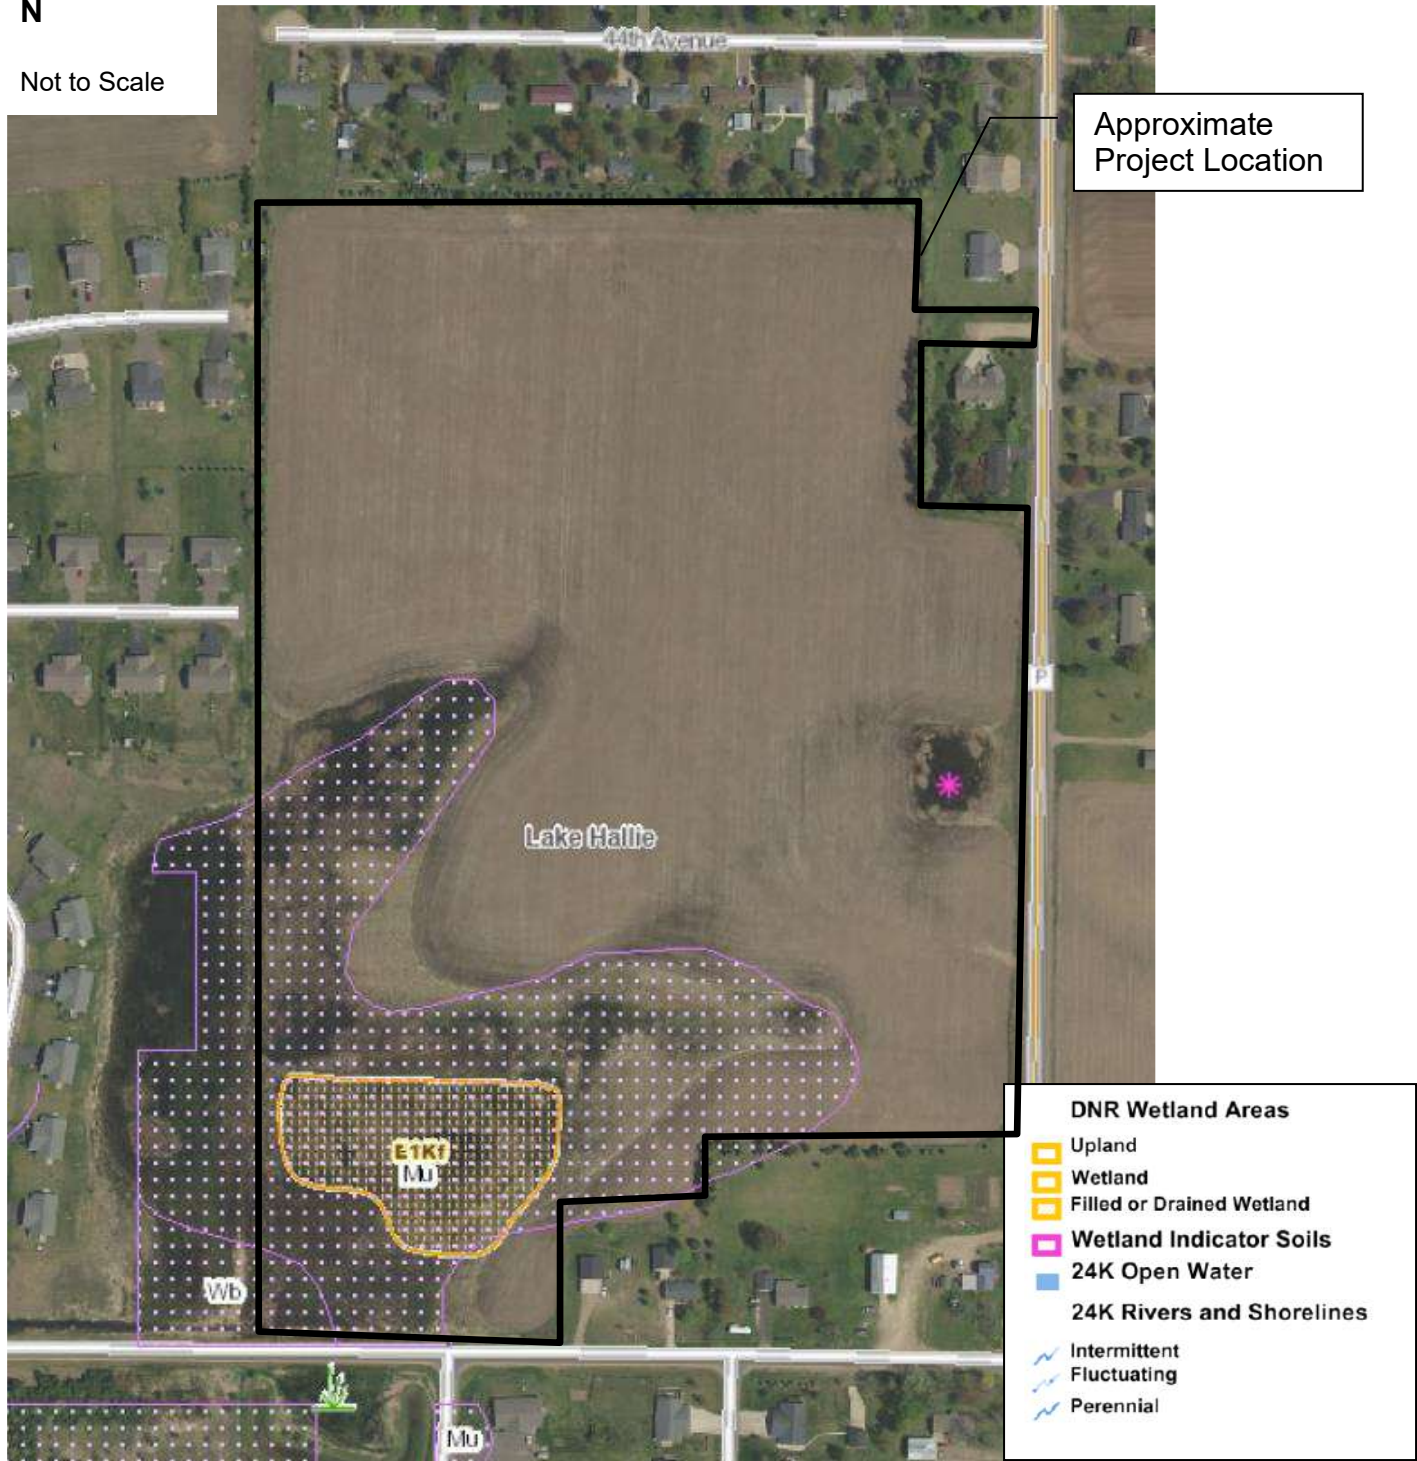 N
Not to Scale
44th Avenue
Approximate
Project Location
P
Lake Hallie
E1Kf
Mu
Wb
Mu
DNR Wetland Areas
Upland
Wetland
Filled or Drained Wetland
Wetland Indicator Soils
24K Open Water
24K Rivers and Shorelines
Intermittent
Fluctuating
Perennial